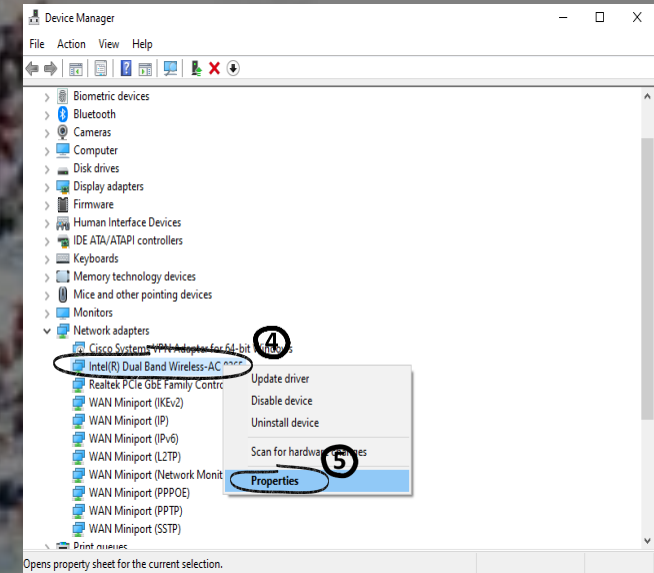 Device Manager
File Action View Help
Biometric devices
Bluetooth
Cameras
Computer
Disk drives
Display adapters
Firmware
Human Interface Devices
IDE ATA/ATAPI controllers
Keyboards
Memory technology devices
Mice and other pointing devices
Monitors
Network adapters
Cisco Systems VPN Adapter for 64-bit Windows
4
Intel(R) Dual Band Wireless-AC
Realtek PCIe GbE Family Contro
WAN Miniport (IKEv2)
WAN Miniport (IP)
WAN Miniport (IPv6)
WAN Miniport (L2TP)
WAN Miniport (Network Monit
WAN Miniport (PPPOE)
WAN Miniport (PPTP)
WAN Miniport (SSTP)
Print queues
Update driver
Disable device
Uninstall device
Scan for hardware changes
5
Properties
Opens property sheet for the current selection.